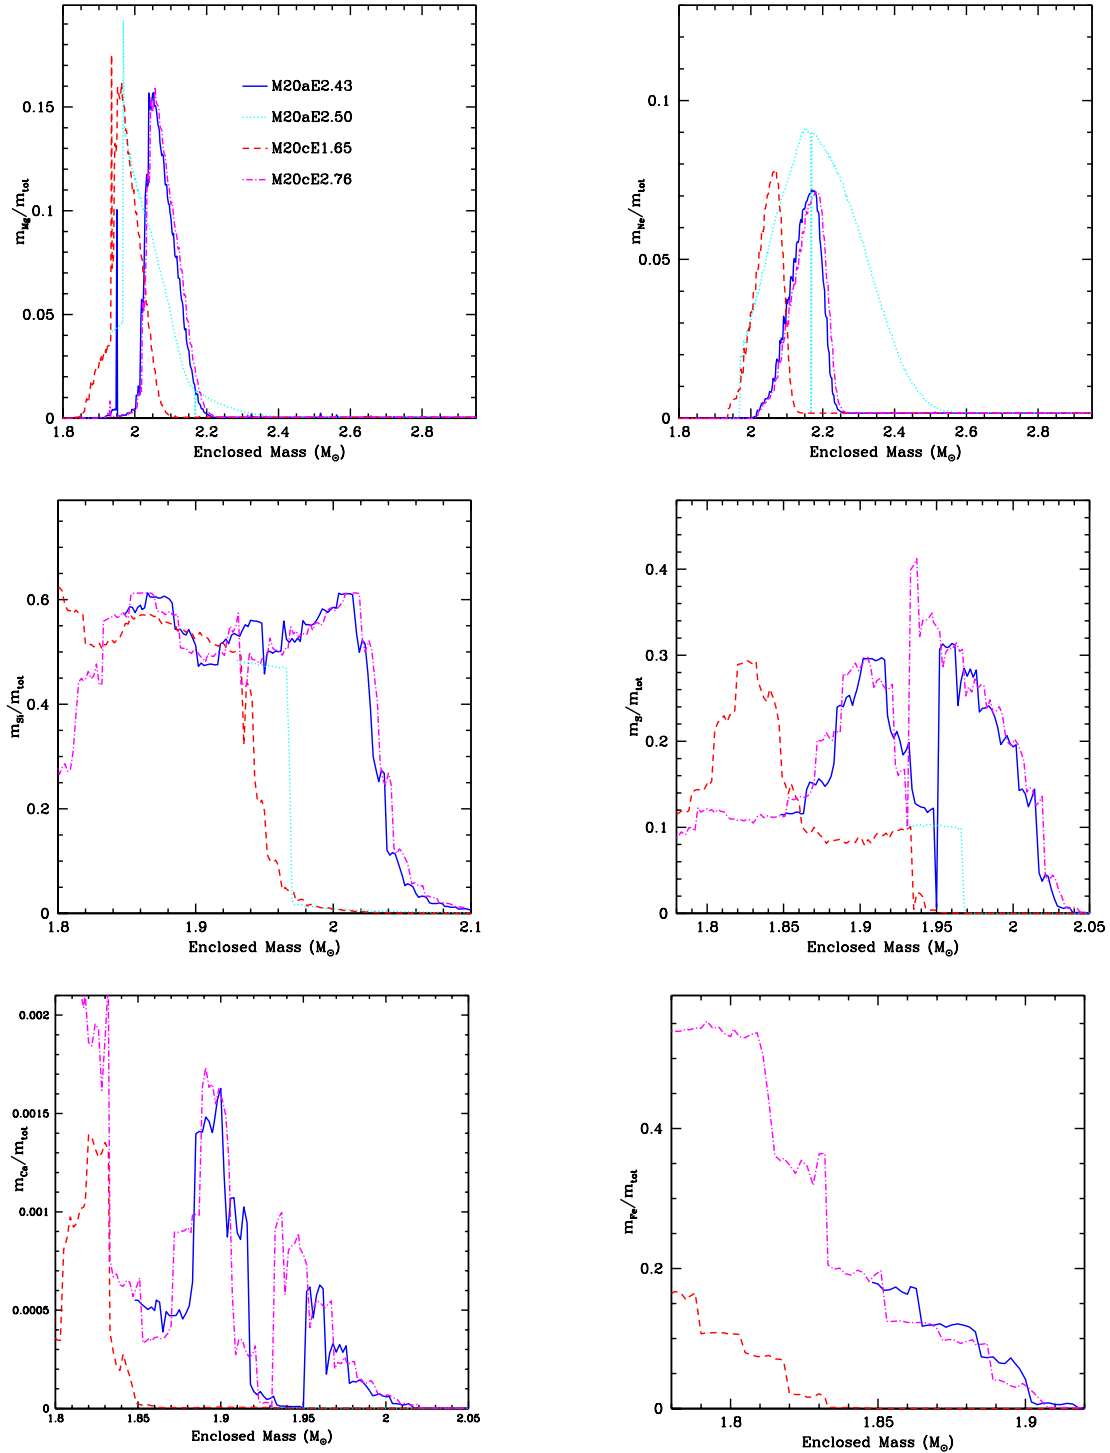 m_Mg/m_tot
0.15
0.1
0.05
0
1.8 2 2.2 2.4 2.6 2.8
Enclosed Mass (M⊙)
M20aE2.43
M20aE2.50
M20cE1.65
M20cE2.76
m_Ne/m_tot
0.1
0.05
0
1.8 2 2.2 2.4 2.6 2.8
Enclosed Mass (M⊙)
m_Si/m_tot
0.6
0.4
0.2
0
1.8 1.9 2 2.1
Enclosed Mass (M⊙)
m_S/m_tot
0.4
0.3
0.2
0.1
0
1.8 1.85 1.9 1.95 2 2.05
Enclosed Mass (M⊙)
m_Ca/m_tot
0.002
0.0015
0.001
0.0005
0
1.8 1.85 1.9 1.95 2 2.05
Enclosed Mass (M⊙)
m_Fe/m_tot
0.4
0.2
0
1.8 1.85 1.9
Enclosed Mass (M⊙)